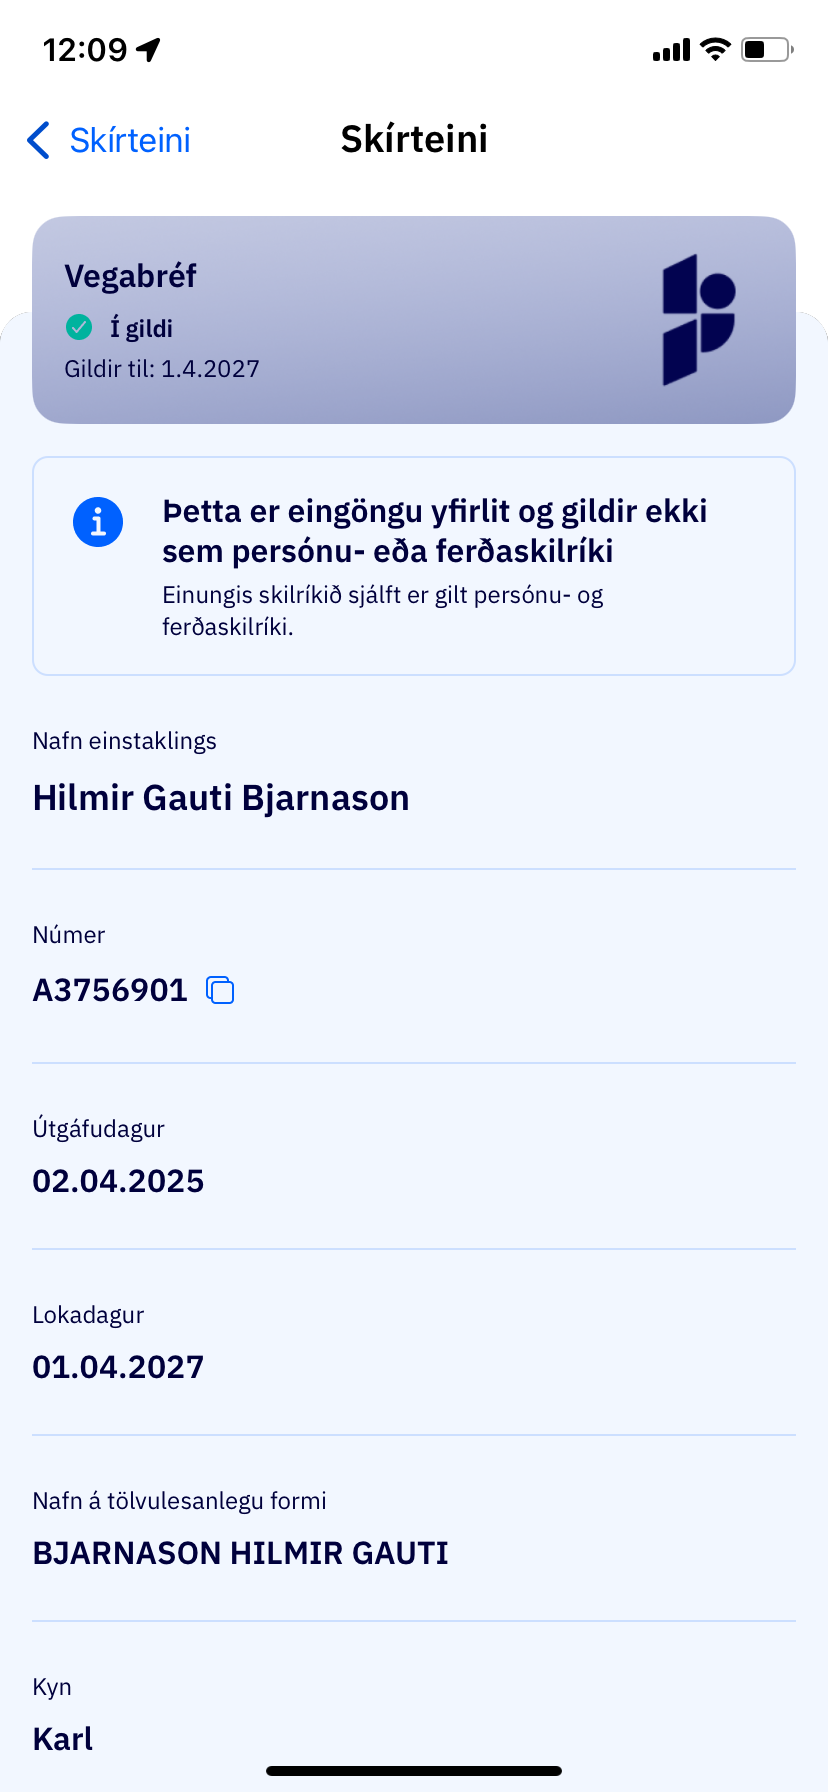 12:09
Skírteini
Skírteini
Vegabréf
Í gildi
Gildir til: 1.4.2027
Þetta er eingöngu yfirlit og gildir ekki
sem persónu- eða ferðaskilríki
Einungis skilríkið sjálft er gilt persónu- og
ferðaskilríki.
Nafn einstaklings
Hilmir Gauti Bjarnason
Númer
A3756901
Útgáfudagur
02.04.2025
Lokadagur
01.04.2027
Nafn á tölvulesanlegu formi
BJARNASON HILMIR GAUTI
Kyn
Karl